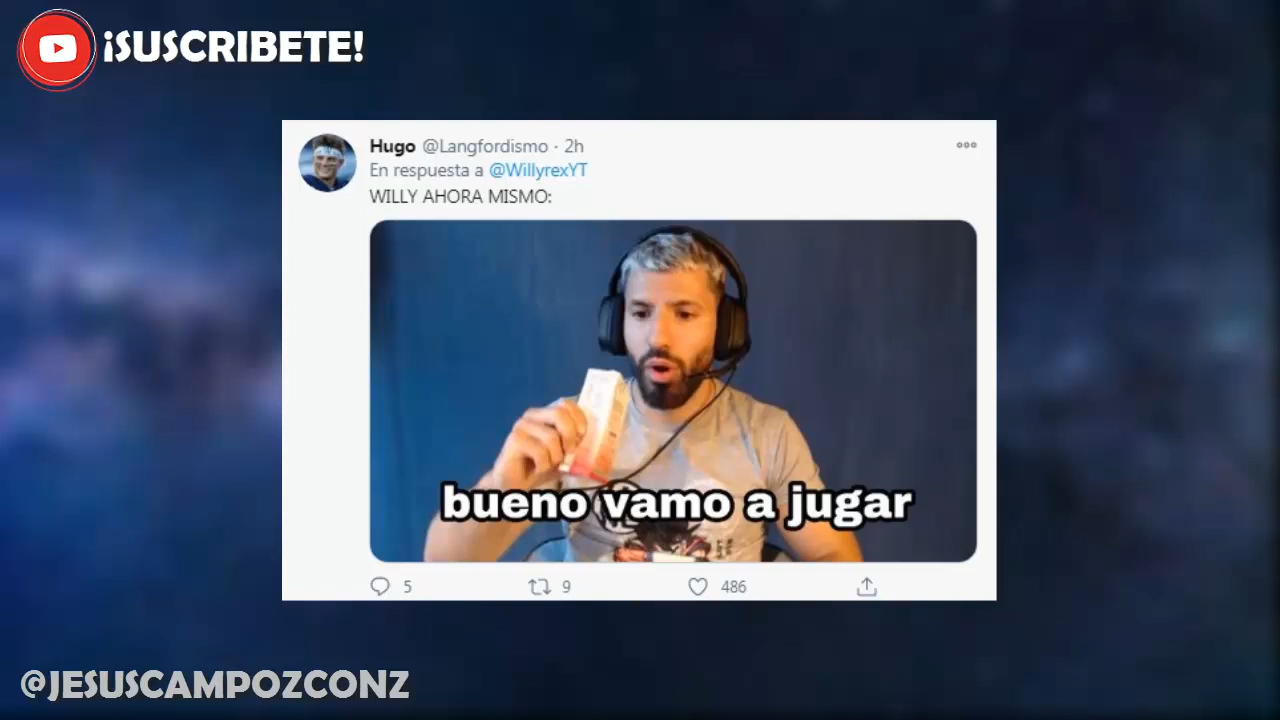 ¡SUSCRIBETE!
Hugo @Langfordismo · 2h
En respuesta a @WillyrexYT
WILLY AHORA MISMO:
bueno vamo a jugar
5 9 486
@JESUSCAMPOZCONZ